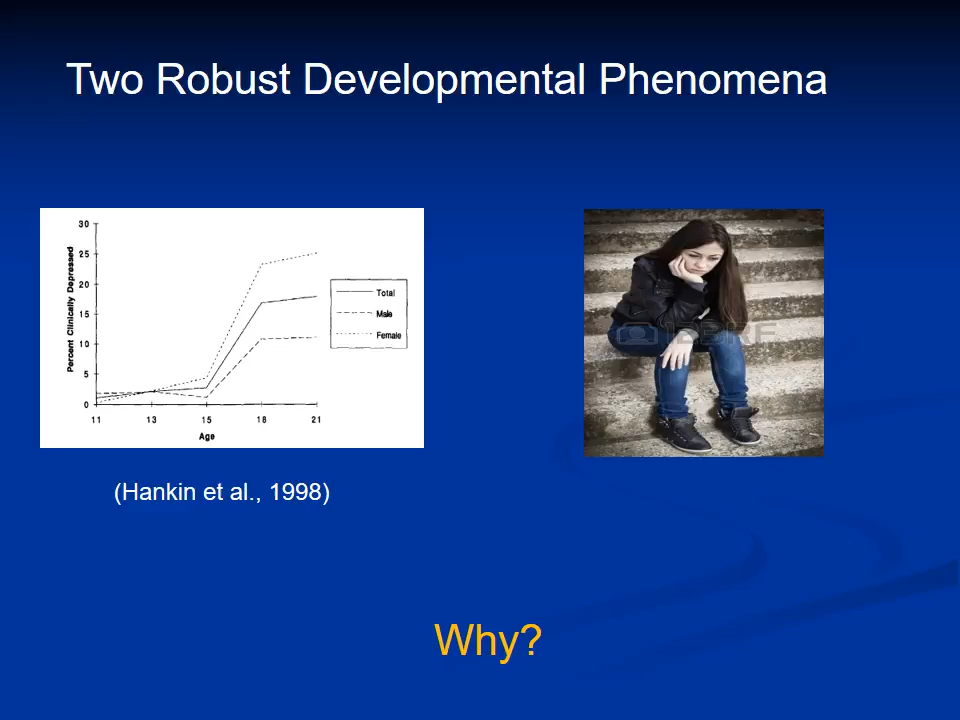 Two Robust Developmental Phenomena
30
25
20
15
10
5
0
Percent Clinically Depressed
11 13 15 18 21
Age
Total
Male
Female
(Hankin et al., 1998)
Why?